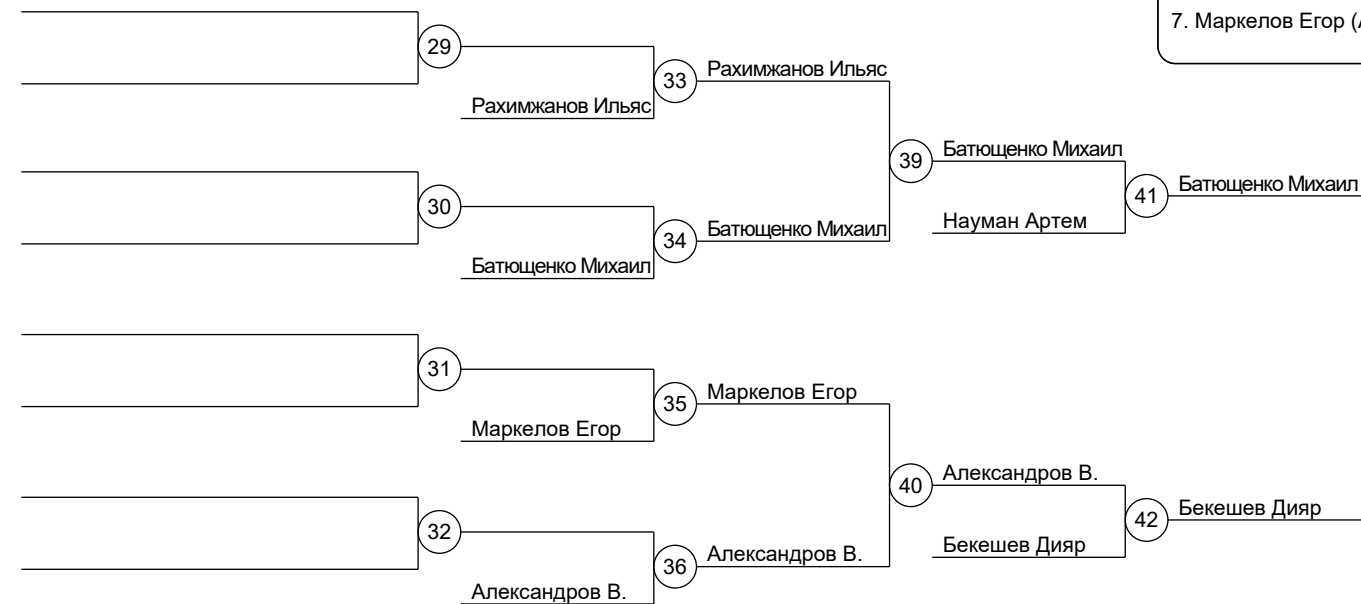 7. Маркелов Егор (
29
33
Рахимжанов Ильяс
Рахимжанов Ильяс
39
Батющенко Михаил
41
Батющенко Михаил
30
34
Батющенко Михаил
Науман Артем
Батющенко Михаил
31
35
Маркелов Егор
Маркелов Егор
40
Александров В.
42
Бекешев Дияр
32
36
Александров В.
Бекешев Дияр
Александров В.